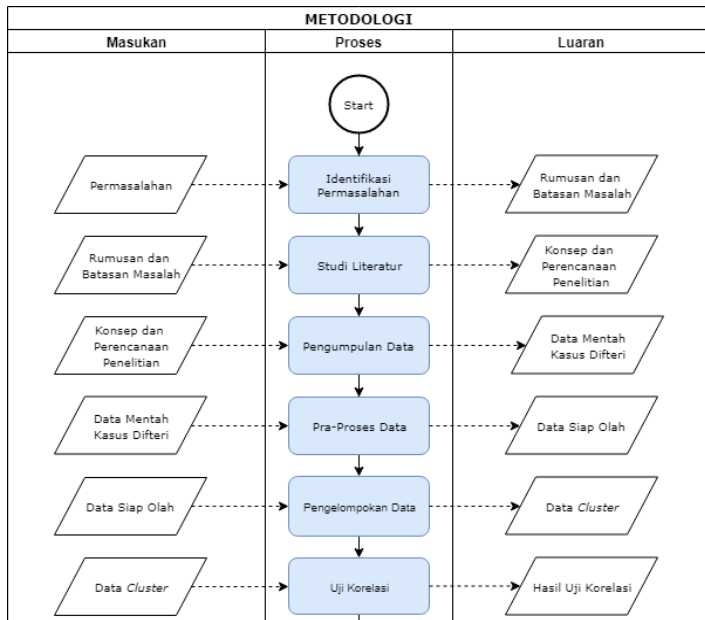 METODOLOGI
Masukan
Proses
Luaran
Start
Permasalahan
Identifikasi
Permasalahan
Rumusan dan
Batasan Masalah
Rumusan dan
Batasan Masalah
Studi Literatur
Konsep dan
Perencanaan
Penelitian
Konsep dan
Perencanaan
Penelitian
Pengumpulan Data
Data Mentah
Kasus Difteri
Data Mentah
Kasus Difteri
Pra-Proses Data
Data Siap Olah
Data Siap Olah
Pengelompokan Data
Data Cluster
Data Cluster
Uji Korelasi
Hasil Uji Korelasi